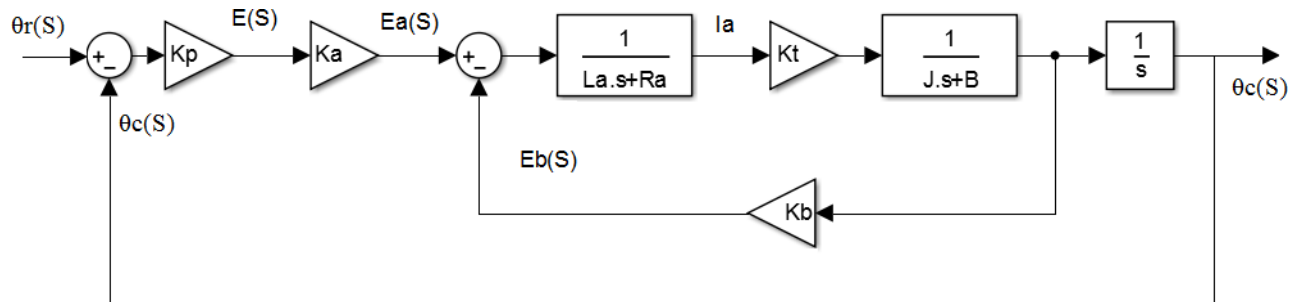 θr(S)
+
−
Kp
E(S)
Ka
Ea(S)
+
−
1
La.s+Ra
Ia
Kt
1
J.s+B
1
s
θc(S)
θc(S)
Eb(S)
Kb